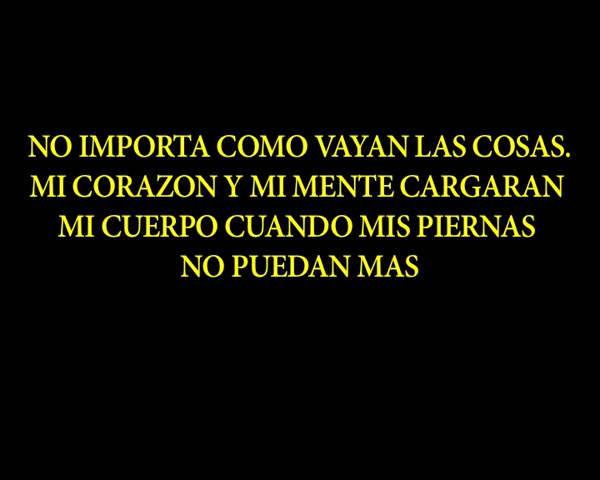 NO IMPORTA COMO VAYAN LAS COSAS.
MI CORAZON Y MI MENTE CARGARAN
MI CUERPO CUANDO MIS PIERNAS
NO PUEDAN MAS